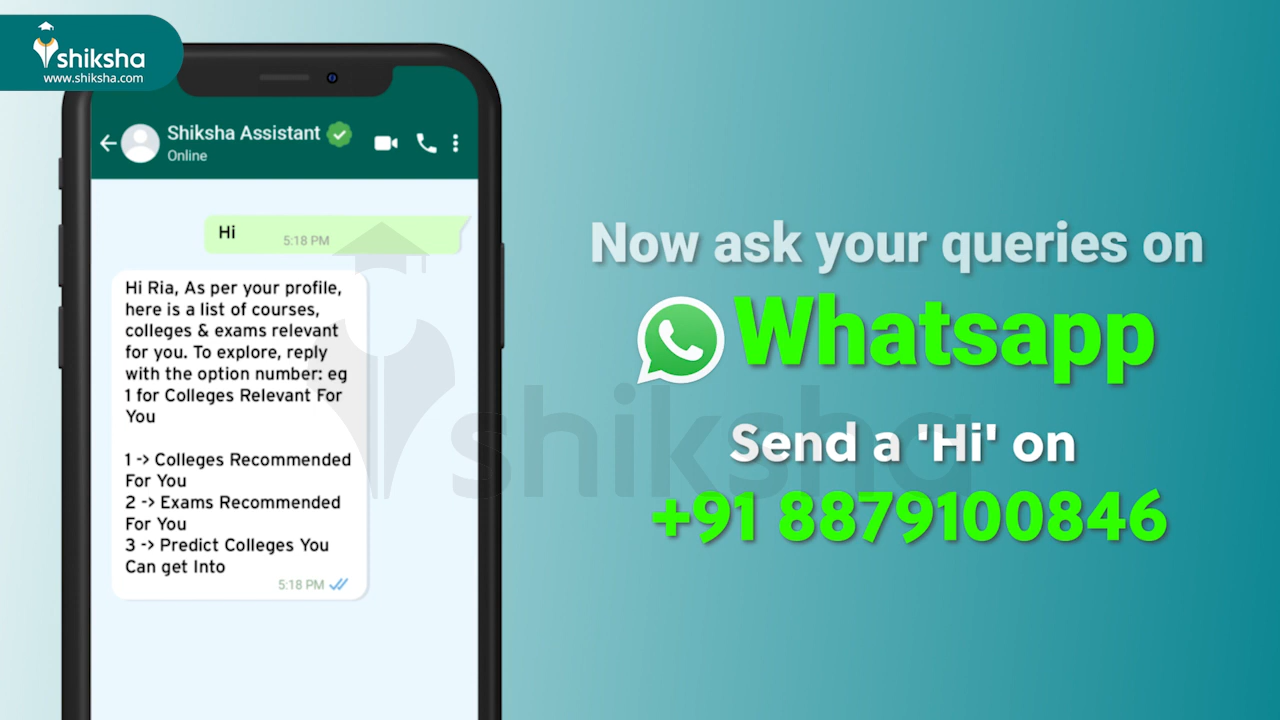 shiksha
www.shiksha.com
Shiksha Assistant
Online
Hi
5:18 PM
Hi Ria, As per your profile,
here is a list of courses,
colleges & exams relevant
for you. To explore, reply
with the option number: eg
1 for Colleges Relevant For
You
1 -> Colleges Recommended
For You
2 -> Exams Recommended
For You
3 -> Predict Colleges You
Can get Into
5:18 PM
Now ask your queries on
Whatsapp
Send a 'Hi' on
+91 8879100846
shiksha